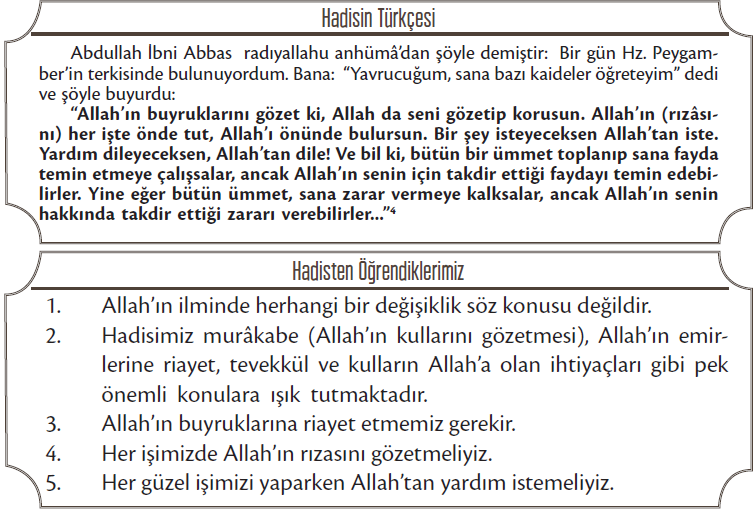 Hadisin Türkçesi
Abdullah İbni Abbas radıyallahu anhümâ’dan şöyle demiştir: Bir gün Hz. Peygam-
ber’in terkisinde bulunuyordum. Bana: “Yavrucuğum, sana bazı kaideler öğreteyim” dedi
ve şöyle buyurdu:
“Allah’ın buyruklarını gözet ki, Allah da seni gözetip korusun. Allah’ın (rızâsı-
nı) her işte önde tut, Allah’ı önünde bulursun. Bir şey isteyeceksen Allah’tan iste.
Yardım dileyeceksen, Allah’tan dile! Ve bil ki, bütün bir ümmet toplanıp sana fayda
temin etmeye çalışsalar, ancak Allah’ın senin için takdir ettiği faydayı temin edebi-
lirler. Yine eğer bütün ümmet, sana zarar vermeye kalksalar, ancak Allah’ın senin
hakkında takdir ettiği zararı verebilirler...”⁴
Hadisten Öğrendiklerimiz
1. Allah’ın ilminde herhangi bir değişiklik söz konusu değildir.
2. Hadisimiz murâkabe (Allah’ın kullarını gözetmesi), Allah’ın emir-
lerine riayet, tevekkül ve kulların Allah’a olan ihtiyaçları gibi pek
önemli konulara ışık tutmaktadır.
3. Allah’ın buyruklarına riayet etmemiz gerekir.
4. Her işimizde Allah’ın rızasını gözetmeliyiz.
5. Her güzel işimizi yaparken Allah’tan yardım istemeliyiz.